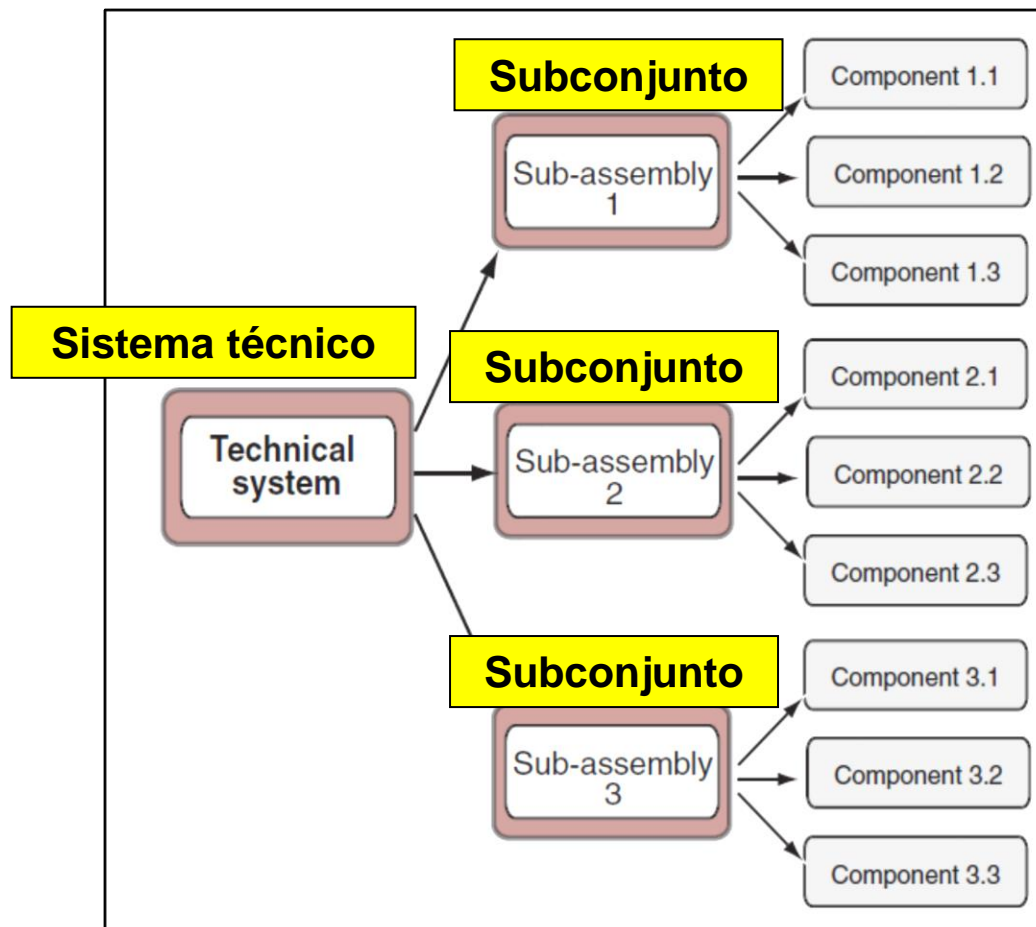 Subconjunto
Sub-assembly
1
Component 1.1
Component 1.2
Component 1.3
Sistema técnico
Technical
system
Subconjunto
Sub-assembly
2
Component 2.1
Component 2.2
Component 2.3
Subconjunto
Sub-assembly
3
Component 3.1
Component 3.2
Component 3.3